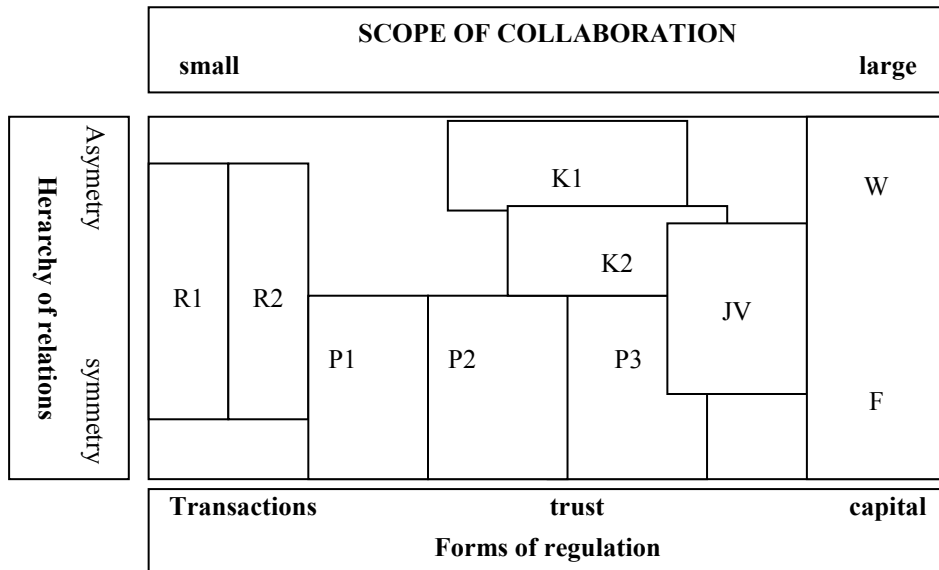 SCOPE OF COLLABORATION
small large
Herarchy of relations
Asymetry
symmetry
K1
W
K2
R1 R2
JV
P1 P2 P3
F
Transactions trust capital
Forms of regulation